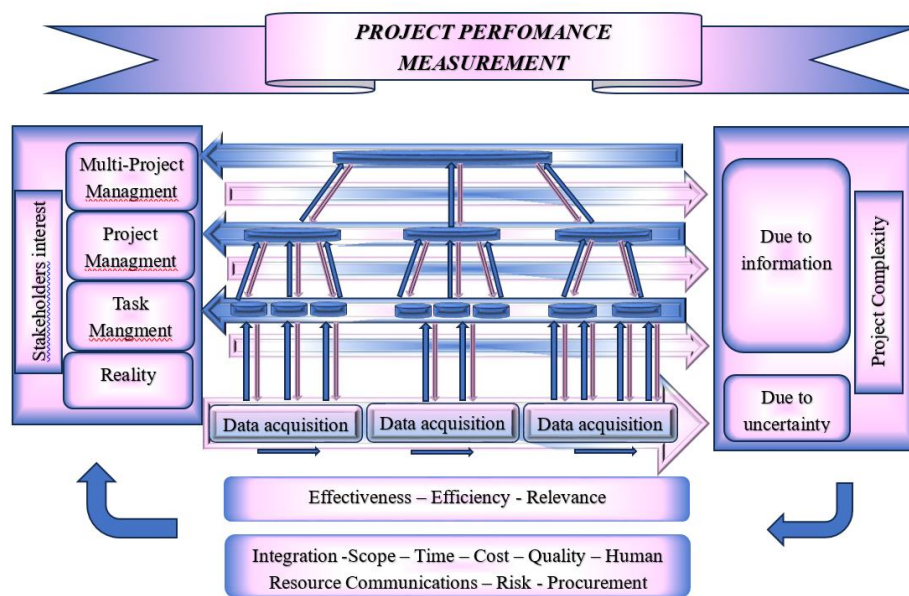 PROJECT PERFOMANCE
MEASUREMENT
Stakeholders interest
Multi-Project
Managment
Project
Managment
Task
Mangment
Reality
Data acquisition
Data acquisition
Data acquisition
Due to
information
Due to
uncertainty
Project Complexity
Effectiveness – Efficiency - Relevance
Integration -Scope – Time – Cost – Quality – Human
Resource Communications – Risk - Procurement